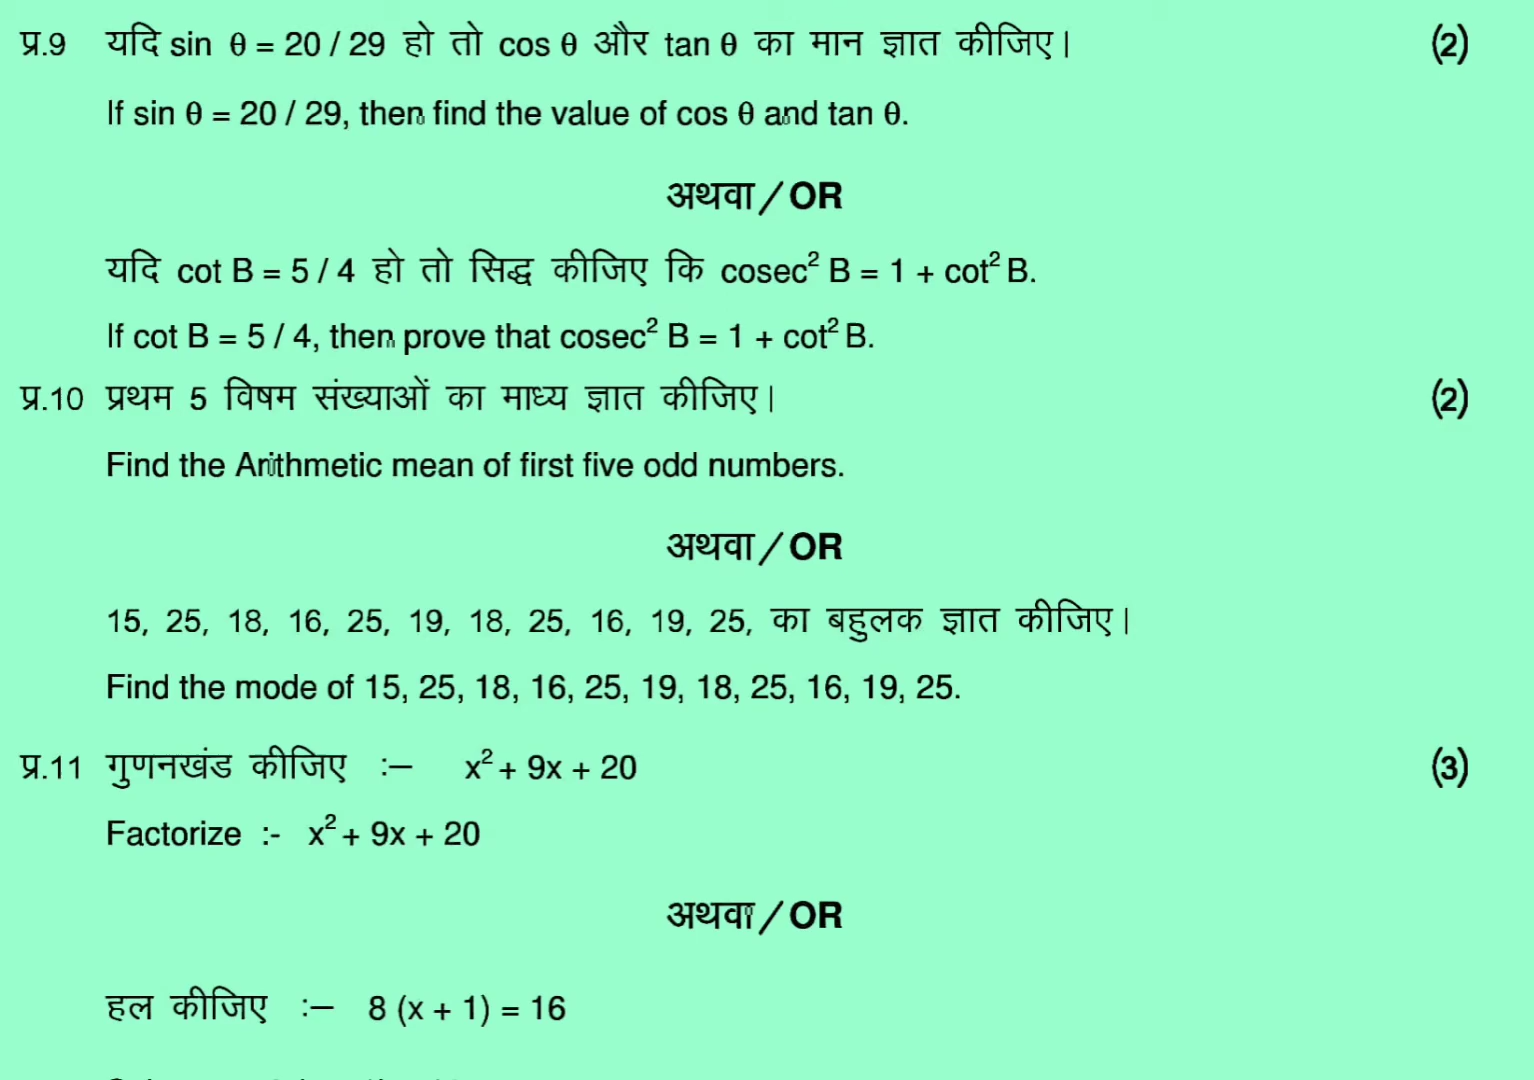 प्र.9 यदि sin θ = 20 / 29 हो तो cos θ और tan θ का मान ज्ञात कीजिए। (2)
If sin θ = 20 / 29, then find the value of cos θ and tan θ.
अथवा / OR
यदि cot B = 5 / 4 हो तो सिद्ध कीजिए कि cosec² B = 1 + cot² B.
If cot B = 5 / 4, then prove that cosec² B = 1 + cot² B.
प्र.10 प्रथम 5 विषम संख्याओं का माध्य ज्ञात कीजिए। (2)
Find the Arithmetic mean of first five odd numbers.
अथवा / OR
15, 25, 18, 16, 25, 19, 18, 25, 16, 19, 25, का बहुलक ज्ञात कीजिए।
Find the mode of 15, 25, 18, 16, 25, 19, 18, 25, 16, 19, 25.
प्र.11 गुणनखंड कीजिए :– x² + 9x + 20 (3)
Factorize :- x² + 9x + 20
अथवा / OR
हल कीजिए :– 8 (x + 1) = 16